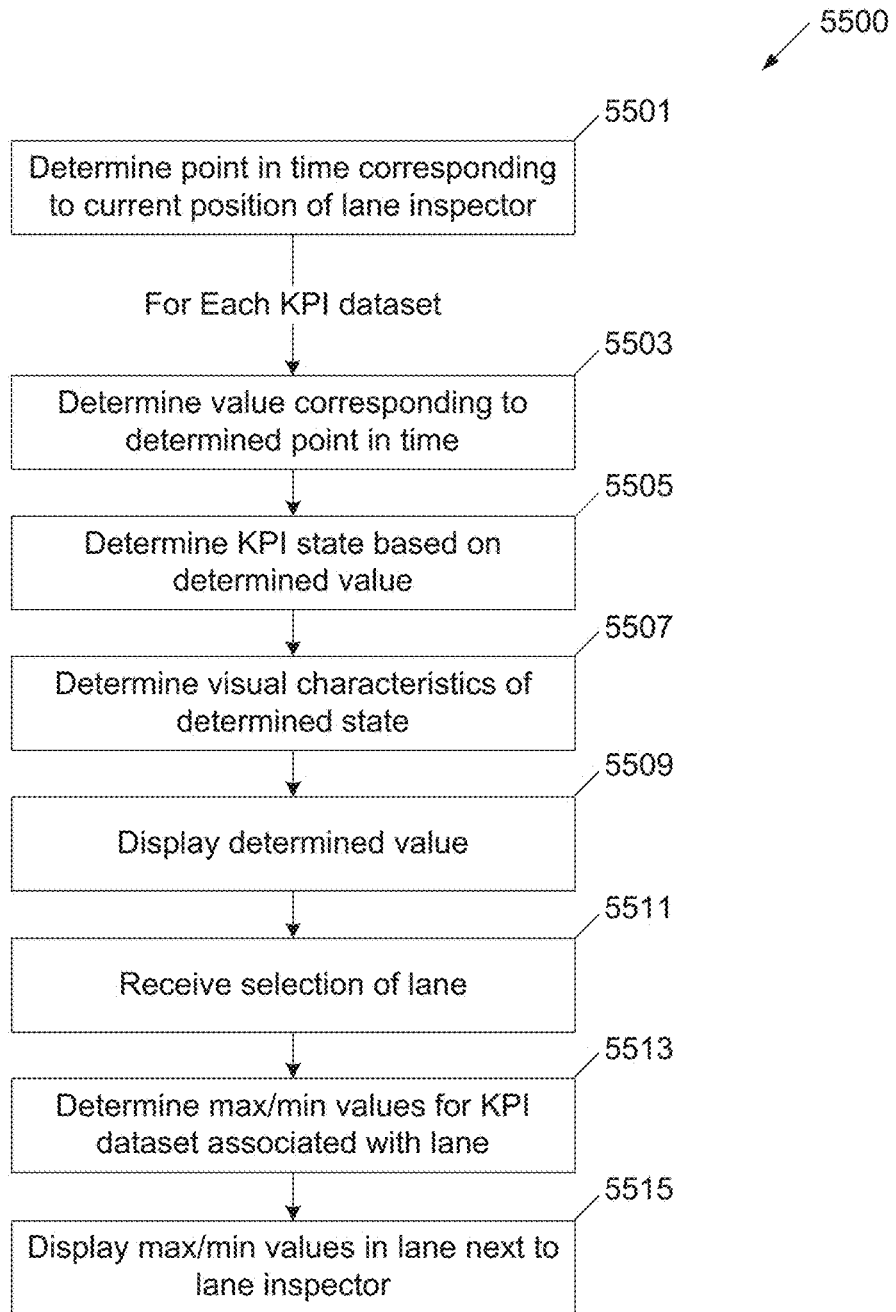 5500
5501
Determine point in time corresponding
to current position of lane inspector
For Each KPI dataset
5503
Determine value corresponding to
determined point in time
5505
Determine KPI state based on
determined value
5507
Determine visual characteristics of
determined state
5509
Display determined value
5511
Receive selection of lane
5513
Determine max/min values for KPI
dataset associated with lane
5515
Display max/min values in lane next to
lane inspector